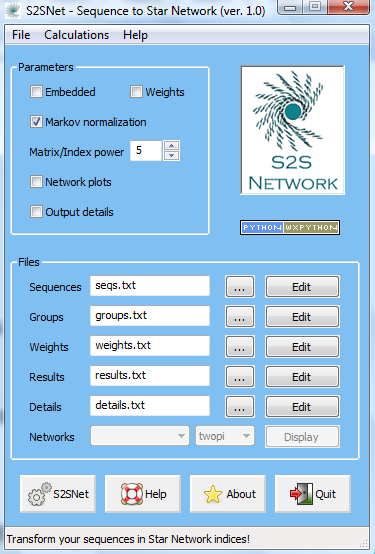 S2SNet - Sequence to Star Network (ver. 1.0)
File Calculations Help
Parameters
Embedded Weights
Markov normalization
Matrix/Index power 5
Network plots
Output details
S2S
NETWORK
PYTHON WXPYTHON
Files
Sequences seqs.txt ... Edit
Groups groups.txt ... Edit
Weights weights.txt ... Edit
Results results.txt ... Edit
Details details.txt ... Edit
Networks twopi Display
S2SNet Help About Quit
Transform your sequences in Star Network indices!